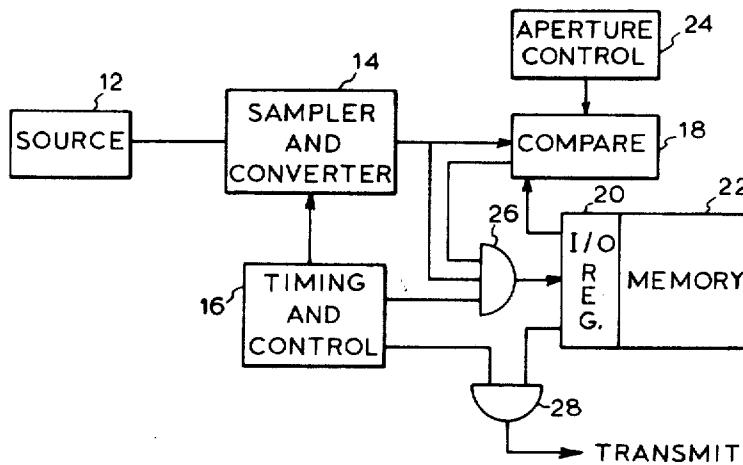 APERTURE
CONTROL
24
14
12
SAMPLER
AND
CONVERTER
SOURCE
COMPARE
18
20
22
26
I/O
REG.
MEMORY
16
TIMING
AND
CONTROL
28
TRANSMIT